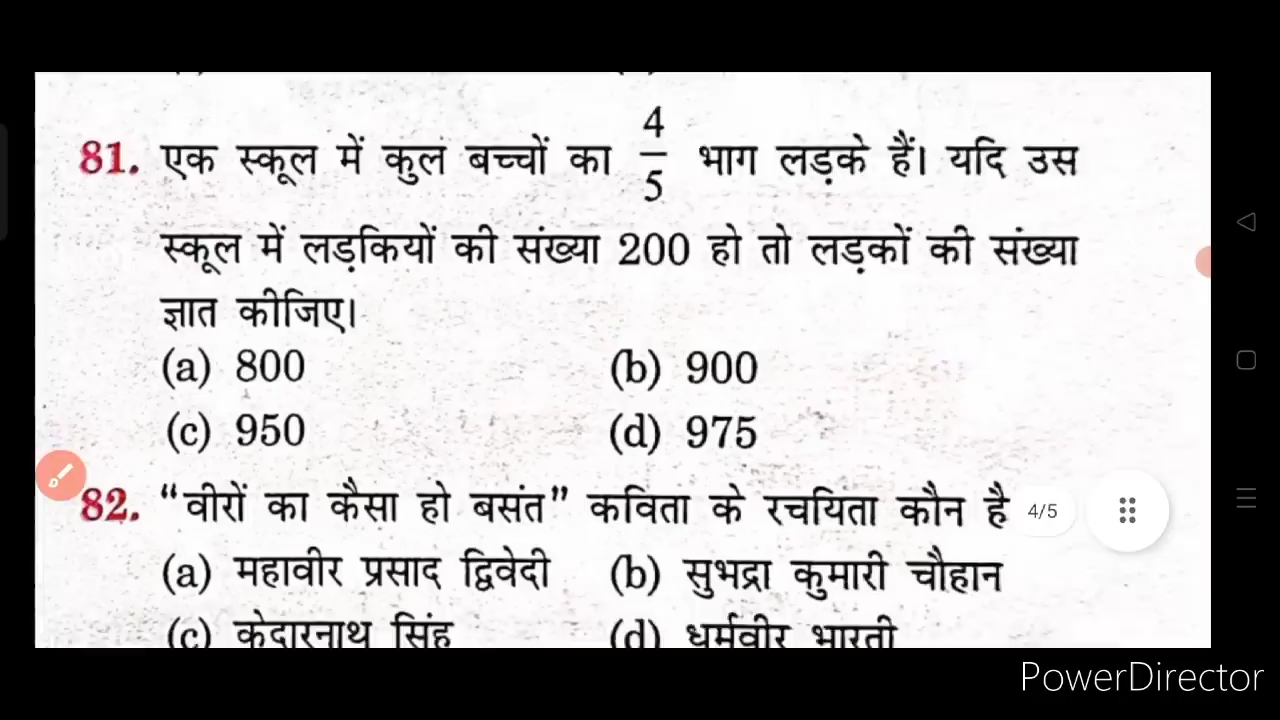 81. एक स्कूल में कुल बच्चों का 4/5 भाग लड़के हैं। यदि उस
स्कूल में लड़कियों की संख्या 200 हो तो लड़कों की संख्या
ज्ञात कीजिए।
(a) 800 (b) 900
(c) 950 (d) 975
82. “वीरों का कैसा हो बसंत” कविता के रचयिता कौन है
4/5
(a) महावीर प्रसाद द्विवेदी (b) सुभद्रा कुमारी चौहान
(c) केदारनाथ सिंह (d) धर्मवीर भारती
PowerDirector